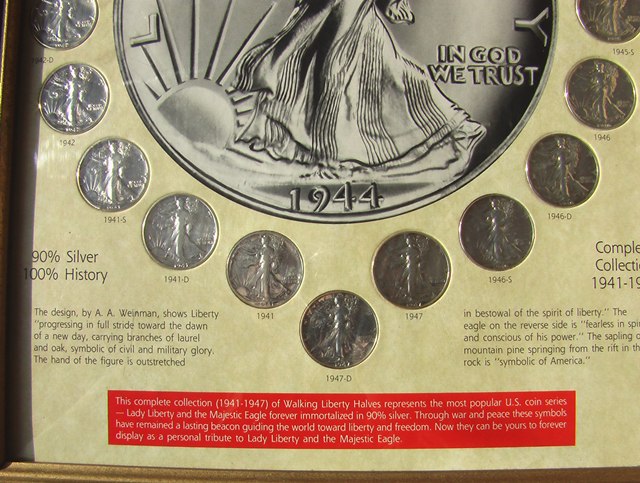 L
Y
IN GOD
WE TRUST
1944
1942-D
1942
1941-S
1941-D
1941
1947-D
1947
1946-S
1946-D
1946
1945-S
90% Silver
100% History
The design, by A. A. Weinman, shows Liberty
"progressing in full stride toward the dawn
of a new day, carrying branches of laurel
and oak, symbolic of civil and military glory.
The hand of the figure is outstretched
Comple
Collecti
1941-19
in bestowal of the spirit of liberty." The
eagle on the reverse side is "fearless in spi
and conscious of his power." The sapling o
mountain pine springing from the rift in th
rock is "symbolic of America."
This complete collection (1941-1947) of Walking Liberty Halves represents the most popular U.S. coin series
— Lady Liberty and the Majestic Eagle forever immortalized in 90% silver. Through war and peace these symbols
have remained a lasting beacon guiding the world toward liberty and freedom. Now they can be yours to forever
display as a personal tribute to Lady Liberty and the Majestic Eagle.